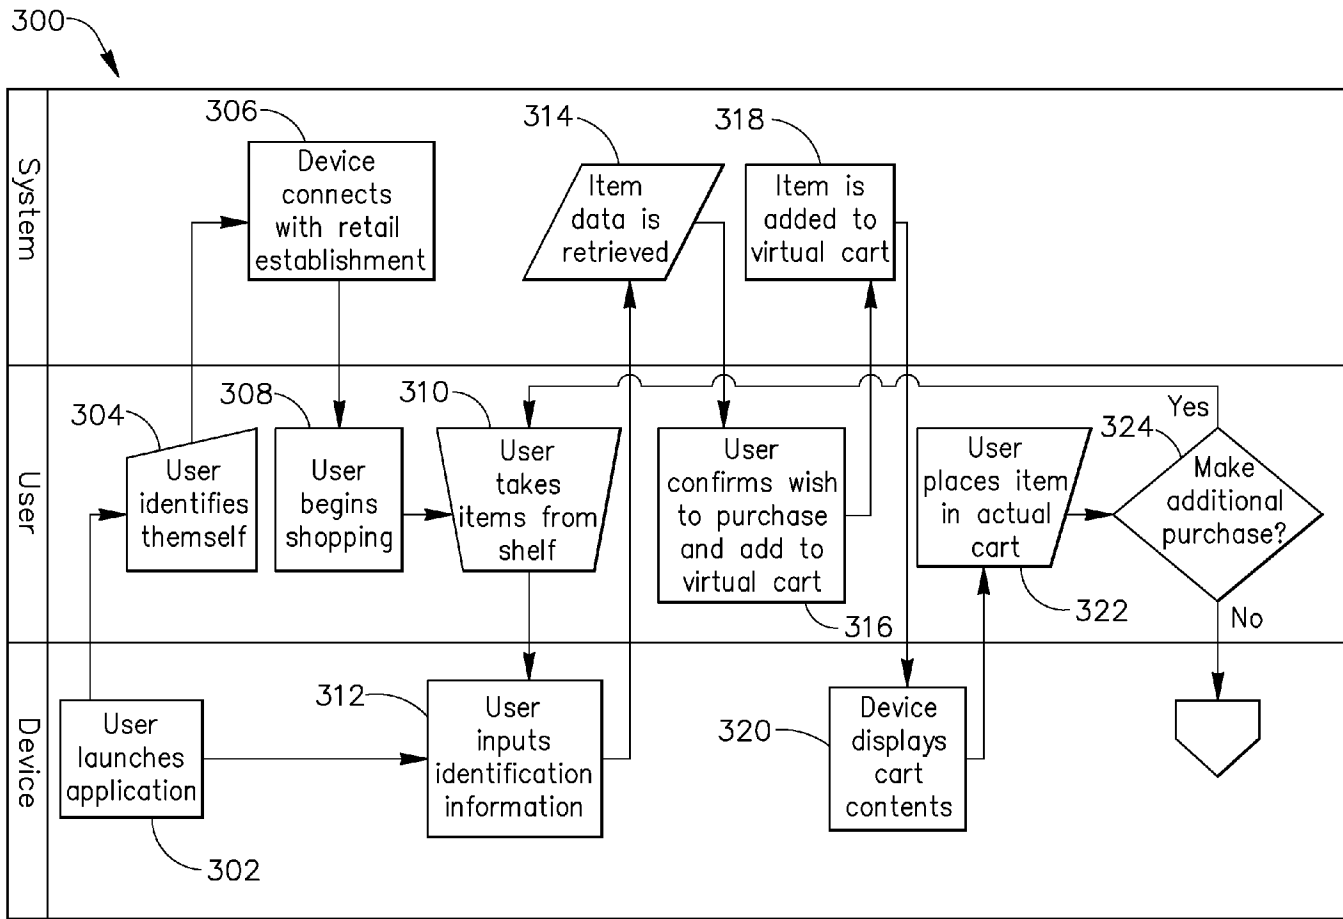 300
System
306
Device
connects
with retail
establishment
314
Item
data is
retrieved
318
Item is
added to
virtual cart
User
304
User
identifies
themself
308
User
begins
shopping
310
User
takes
items from
shelf
User
confirms wish
to purchase
and add to
virtual cart
316
User
places item
in actual
cart
322
324
Make
additional
purchase?
Yes
No
Device
User
launches
application
302
312
User
inputs
identification
information
320
Device
displays
cart
contents